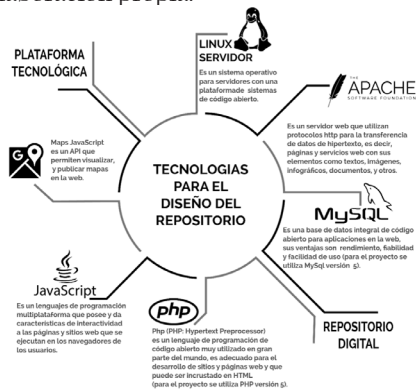 PLATAFORMA
TECNOLÓGICA
LINUX
SERVIDOR
Es un sistema operativo
para servidores con una
plataformade sistemas
de código abierto.
THE
APACHE
SOFTWARE FOUNDATION
Es un servidor web que utilizan
protocolos http para la transferencia
de datos de hipertexto, es decir,
páginas y servicios web con sus
elementos como textos, imágenes,
infográficos, documentos, y otros.
MySQL
Es una base de datos integral de código
abierto para aplicaciones en la web,
sus ventajas son rendimiento, fiabilidad
y facilidad de uso (para el proyecto se
utiliza MySql versión 5).
REPOSITORIO
DIGITAL
php
Php (PHP: Hypertext Preprocessor)
es un lenguaje de programación de
código abierto muy utilizado en gran
parte del mundo, es adecuado para el
desarrollo de sitios y páginas web y que
puede ser incrustado en HTML
(para el proyecto se utiliza PHP versión 5).
JavaScript
Es un lenguajes de programación
multiplataforma que posee y da
características de interactividad
a las páginas y sitios web que se
ejecutan en los navegadores de
los usuarios.
G
Maps JavaScript
es un API que
permiten visualizar,
y publicar mapas
en la web.
TECNOLOGIAS
PARA EL
DISEÑO DEL
REPOSITORIO